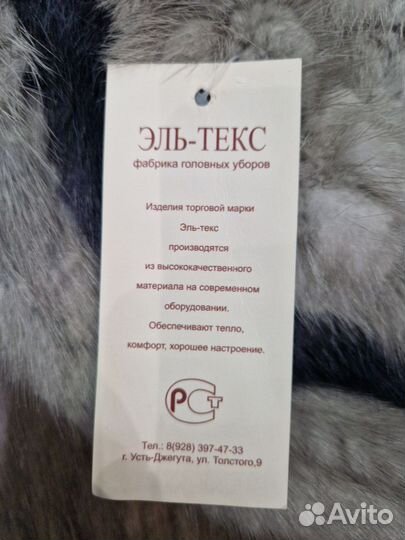 ЭЛЬ-ТЕКС
фабрика головных уборов
Изделия торговой марки
Эль-текс
производятся
из высококачественного
материала на современном
оборудовании.
Обеспечивают тепло,
комфорт, хорошее настроение.
РСТ
Тел.: 8(928) 397-47-33
г. Усть-Джегута, ул. Толстого,9
Avito